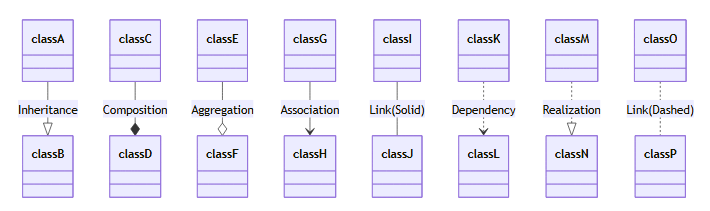 classA classC classE classG classI classK classM classO
Inheritance Composition Aggregation Association Link(Solid) Dependency Realization Link(Dashed)
classB classD classF classH classJ classL classN classP